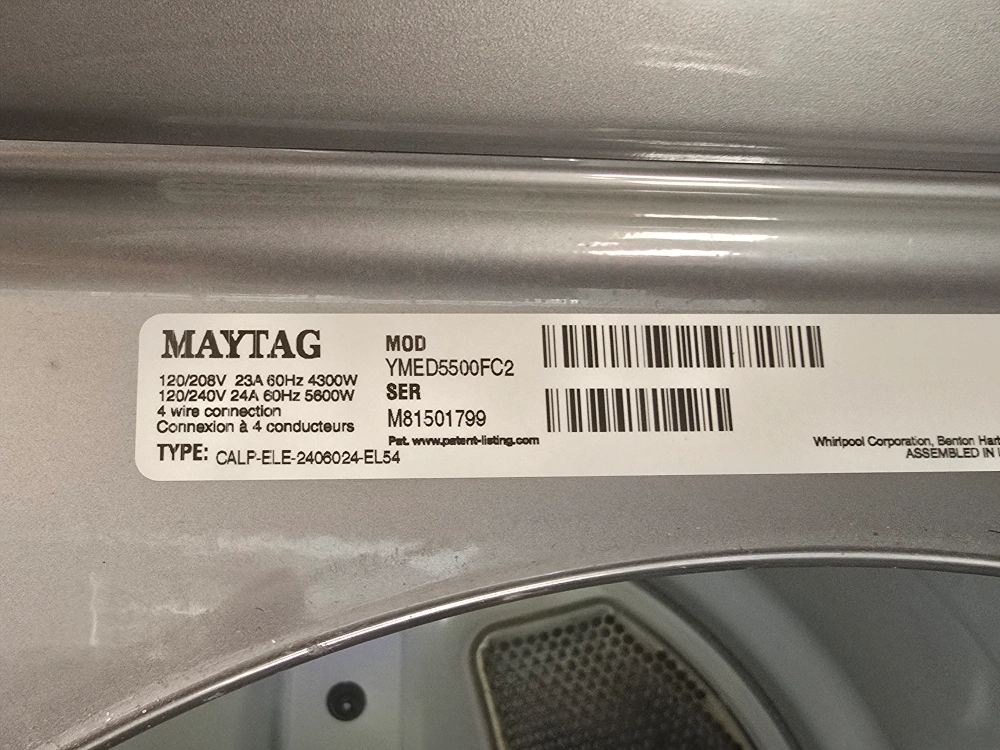 MAYTAG
120/208V 23A 60Hz 4300W
120/240V 24A 60Hz 5600W
4 wire connection
Connexion à 4 conducteurs
TYPE: CALP-ELE-2406024-EL54
MOD
YMED5500FC2
SER
M81501799
Pat. www.patent-listing.com
Whirlpool Corporation, Benton
ASSEMBLED IN